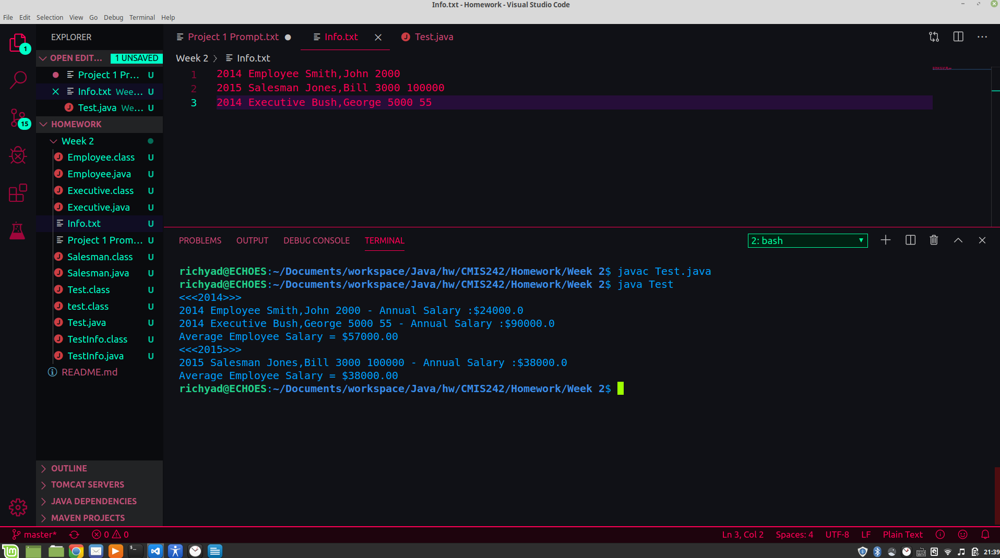 Info.txt - Homework - Visual Studio Code
File Edit Selection View Go Debug Terminal Help
EXPLORER
OPEN EDIT... 1 UNSAVED
Project 1 Pr... U
Info.txt Wee... U
Test.java We... U
HOMEWORK
Week 2
Employee.class U
Employee.java U
Executive.class U
Executive.java U
Info.txt U
Project 1 Prom... U
Salesman.class U
Salesman.java U
Test.class U
test.class U
Test.java U
TestInfo.class U
TestInfo.java U
README.md
OUTLINE
TOMCAT SERVERS
JAVA DEPENDENCIES
MAVEN PROJECTS
1
15
Project 1 Prompt.txt Info.txt Test.java
Week 2 > Info.txt
1 2014 Employee Smith,John 2000
2 2015 Salesman Jones,Bill 3000 100000
3 2014 Executive Bush,George 5000 55
PROBLEMS OUTPUT DEBUG CONSOLE TERMINAL 2: bash
richyad@ECHOES:~/Documents/workspace/Java/hw/CMIS242/Homework/Week 2$ javac Test.java
richyad@ECHOES:~/Documents/workspace/Java/hw/CMIS242/Homework/Week 2$ java Test
<<<2014>>>
2014 Employee Smith,John 2000 - Annual Salary :$24000.0
2014 Executive Bush,George 5000 55 - Annual Salary :$90000.0
Average Employee Salary = $57000.00
<<<2015>>>
2015 Salesman Jones,Bill 3000 100000 - Annual Salary :$38000.0
Average Employee Salary = $38000.00
richyad@ECHOES:~/Documents/workspace/Java/hw/CMIS242/Homework/Week 2$
master* 0 0 Ln 3, Col 2 Spaces: 4 UTF-8 LF Plain Text
21:39